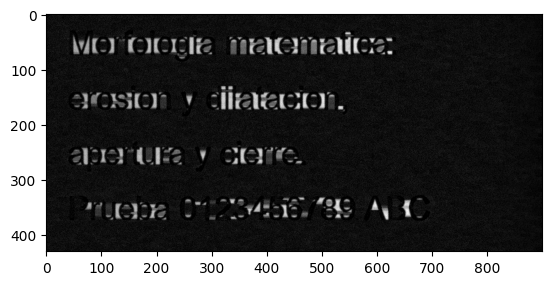 0
Morfologia matematica:
100
erosion y dilatacion,
200
apertura y cierre.
300
Prueba 0123456789 ABC
400
0 100 200 300 400 500 600 700 800